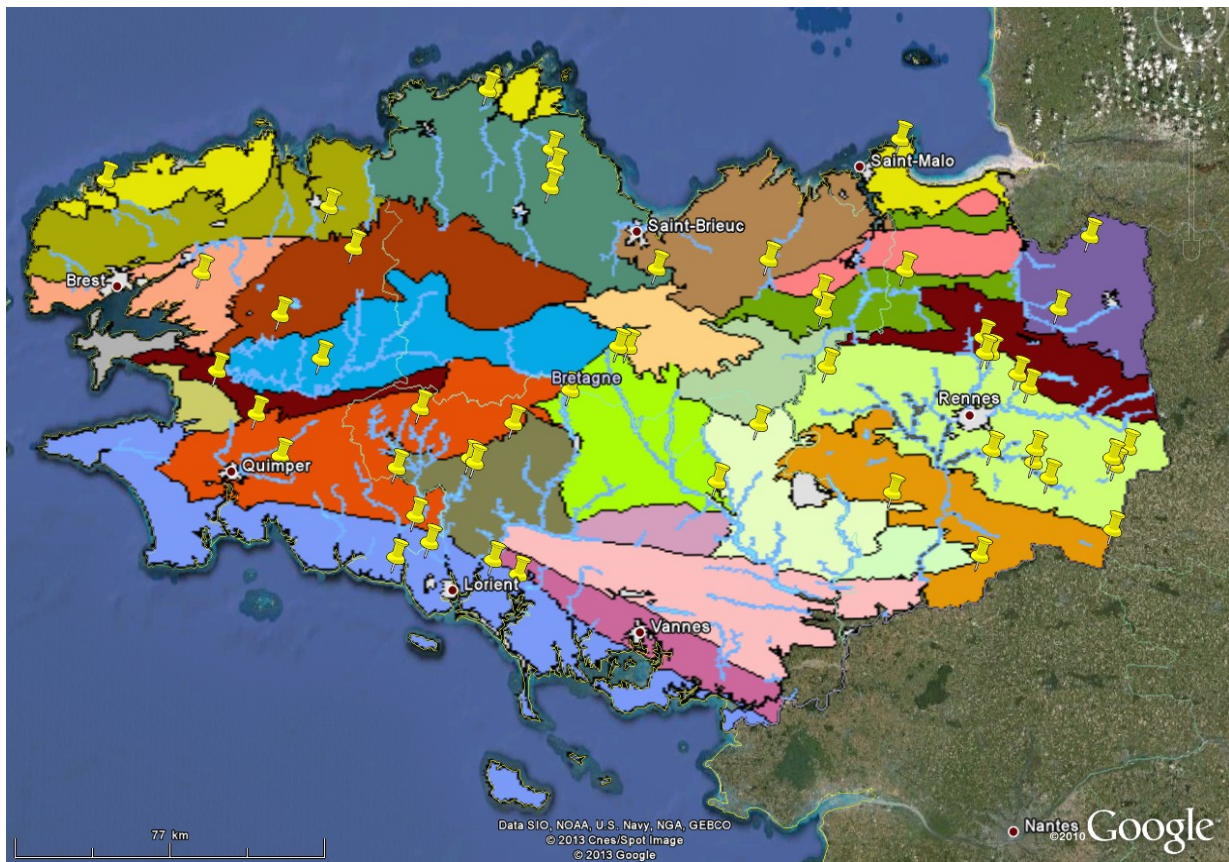 Saint-Malo
Saint-Brieuc
Brest
Bretagne
Rennes
Quimper
Lorient
Vannes
77 km
Data SIO, NOAA, U.S. Navy, NGA, GEBCO
© 2013 Cnes/Spot Image
© 2013 Google
Nantes
©2010 Google